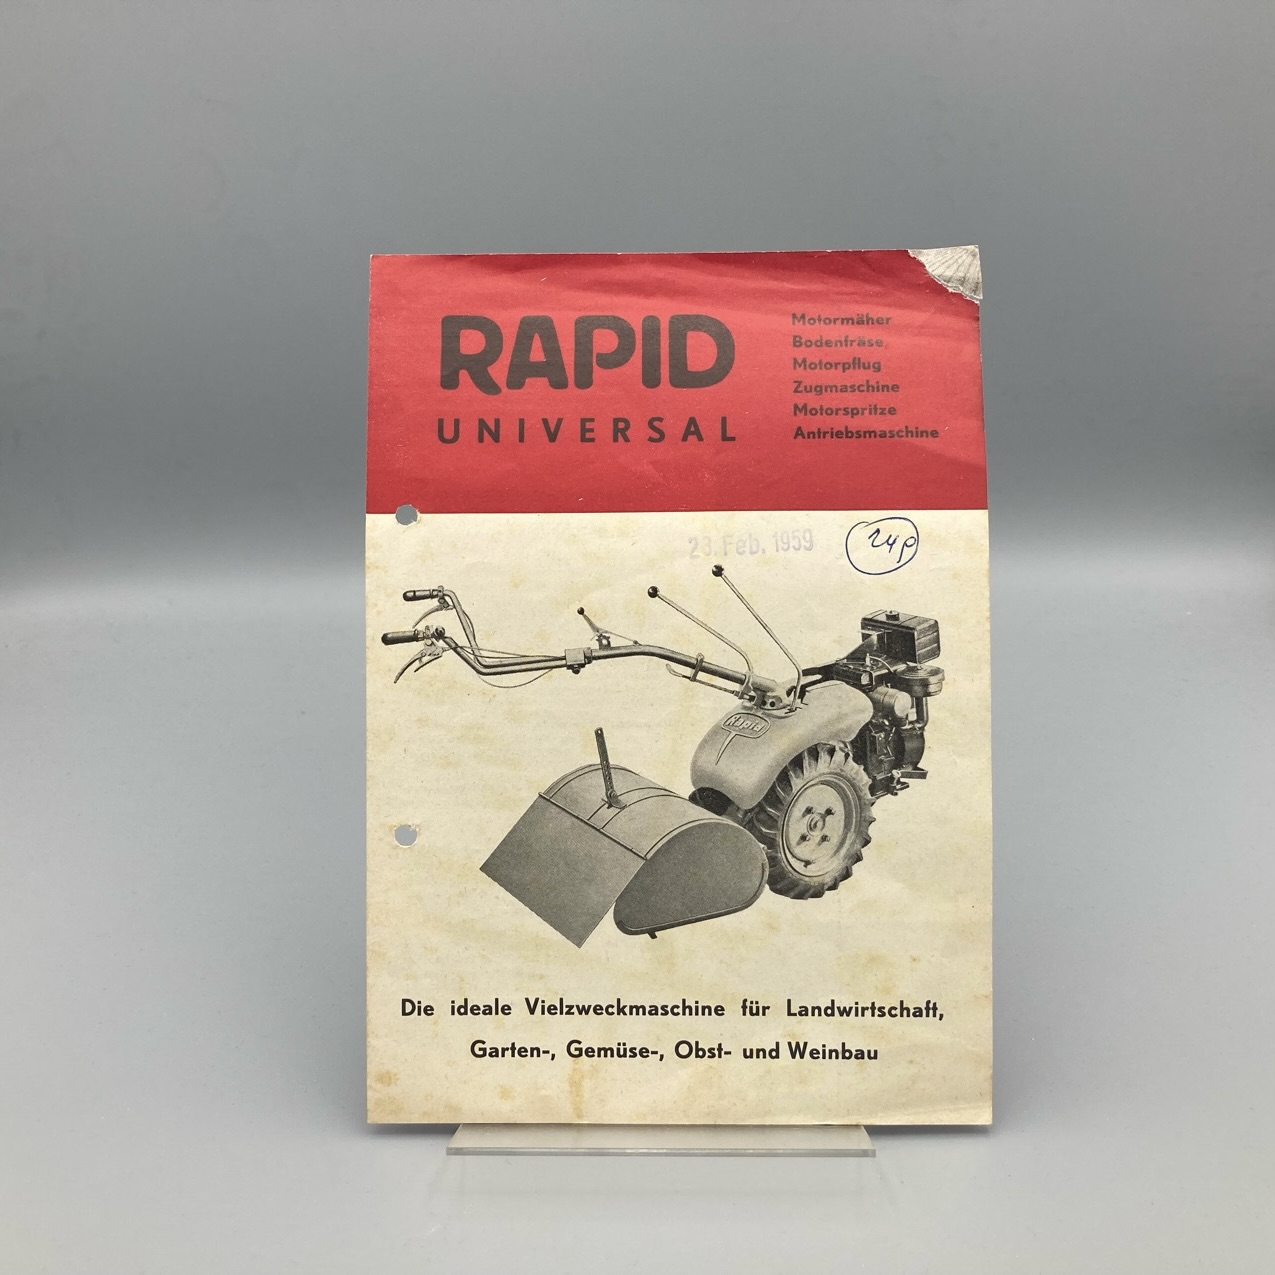 RAPID
UNIVERSAL
Motormäher
Bodenfräse
Motorpflug
Zugmaschine
Motorspritze
Antriebsmaschine
23. Feb. 1959
Rapid
Die ideale Vielzweckmaschine für Landwirtschaft,
Garten-, Gemüse-, Obst- und Weinbau